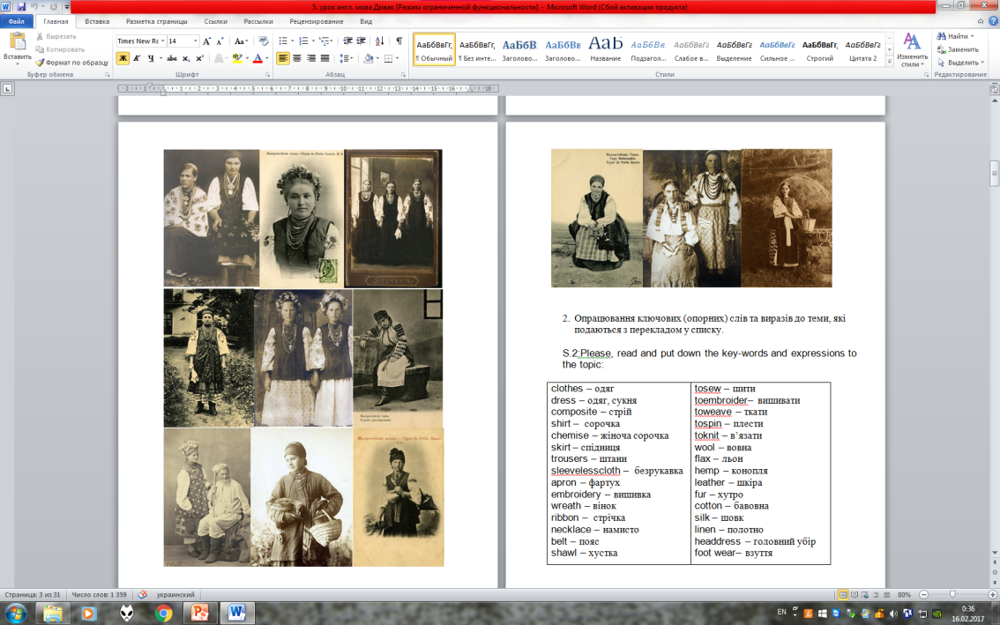 5. урок англ. мова Дзівак [Режим ограниченной функциональности] - Microsoft Word (Сбой активации продукта)
Файл Главная Вставка Разметка страницы Ссылки Рассылки Рецензирование Вид
Вставить
Вырезать
Копировать
Формат по образцу
Буфер обмена
Times New Rc 14
Ж К Ч abc x₂ x²
Шрифт
Абзац
АаБбВвГг, АаБбВвГг, АаБбВ: АаБбВв АаБ АаБбВв АаБбВвГг АаБбВвГг АаБбВвГг АаБбВвГг, АаБбВвГг
¶ Обычный ¶ Без инте... Заголово... Заголово... Название Подзагол... Слабое в... Выделение Сильное ... Строгий Цитата 2
Стили
Изменить стили
Найти
Заменить
Выделить
Редактирование
SOUVENIR
2. Опрацювання ключових (опорних) слів та виразів до теми, які
подаються з перекладом у списку.
S.2;Please, read and put down the key-words and expressions to
the topic:
clothes – одяг
dress – одяг, сукня
composite – стрій
shirt – сорочка
chemise – жіноча сорочка
skirt – спідниця
trousers – штани
sleevelesscloth – безрукавка
apron – фартух
embroidery – вишивка
wreath – вінок
ribbon – стрічка
necklace – намисто
belt – пояс
shawl – хустка
tosew – шити
toembroider– вишивати
toweave – ткати
tospin – плести
toknit – в’язати
wool – вовна
flax – льон
hemp – конопля
leather – шкіра
fur – хутро
cotton – бавовна
silk – шовк
linen – полотно
headdress – головний убір
foot wear– взуття
Страница: 3 из 31 Число слов: 1 359 украинский 80%
EN 0:36
16.02.2017